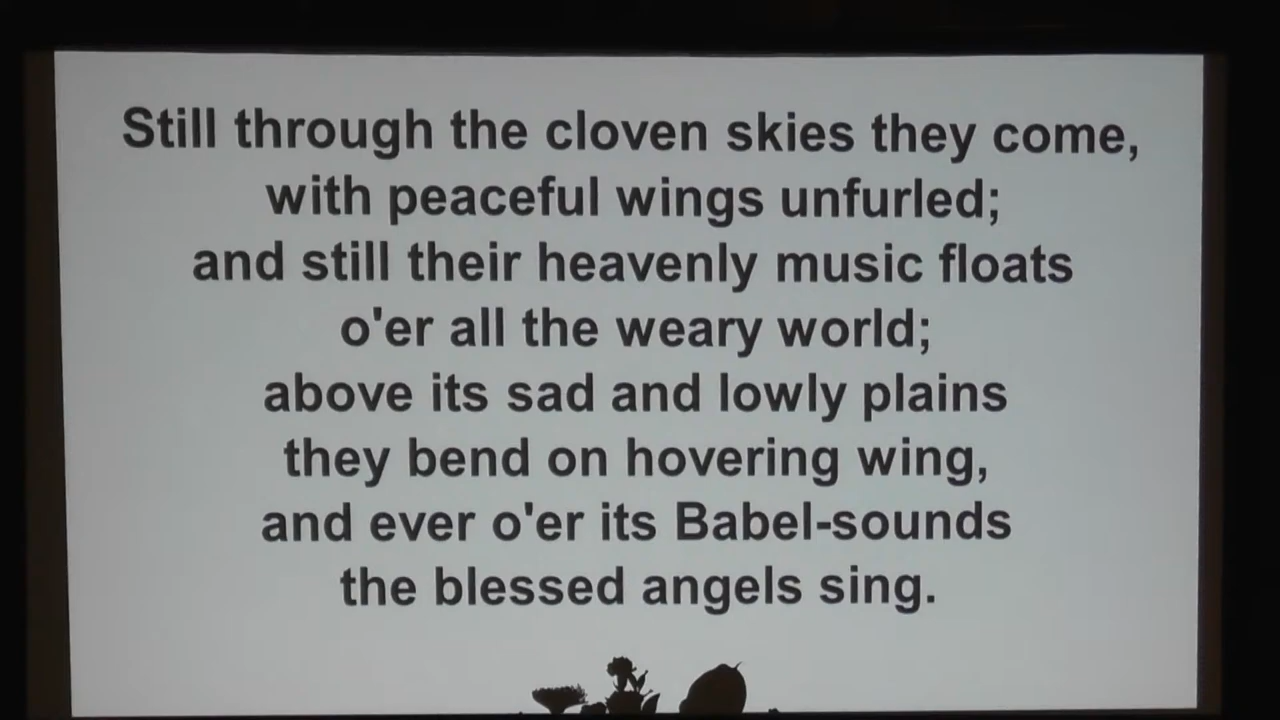 Still through the cloven skies they come,
with peaceful wings unfurled;
and still their heavenly music floats
o'er all the weary world;
above its sad and lowly plains
they bend on hovering wing,
and ever o'er its Babel-sounds
the blessed angels sing.